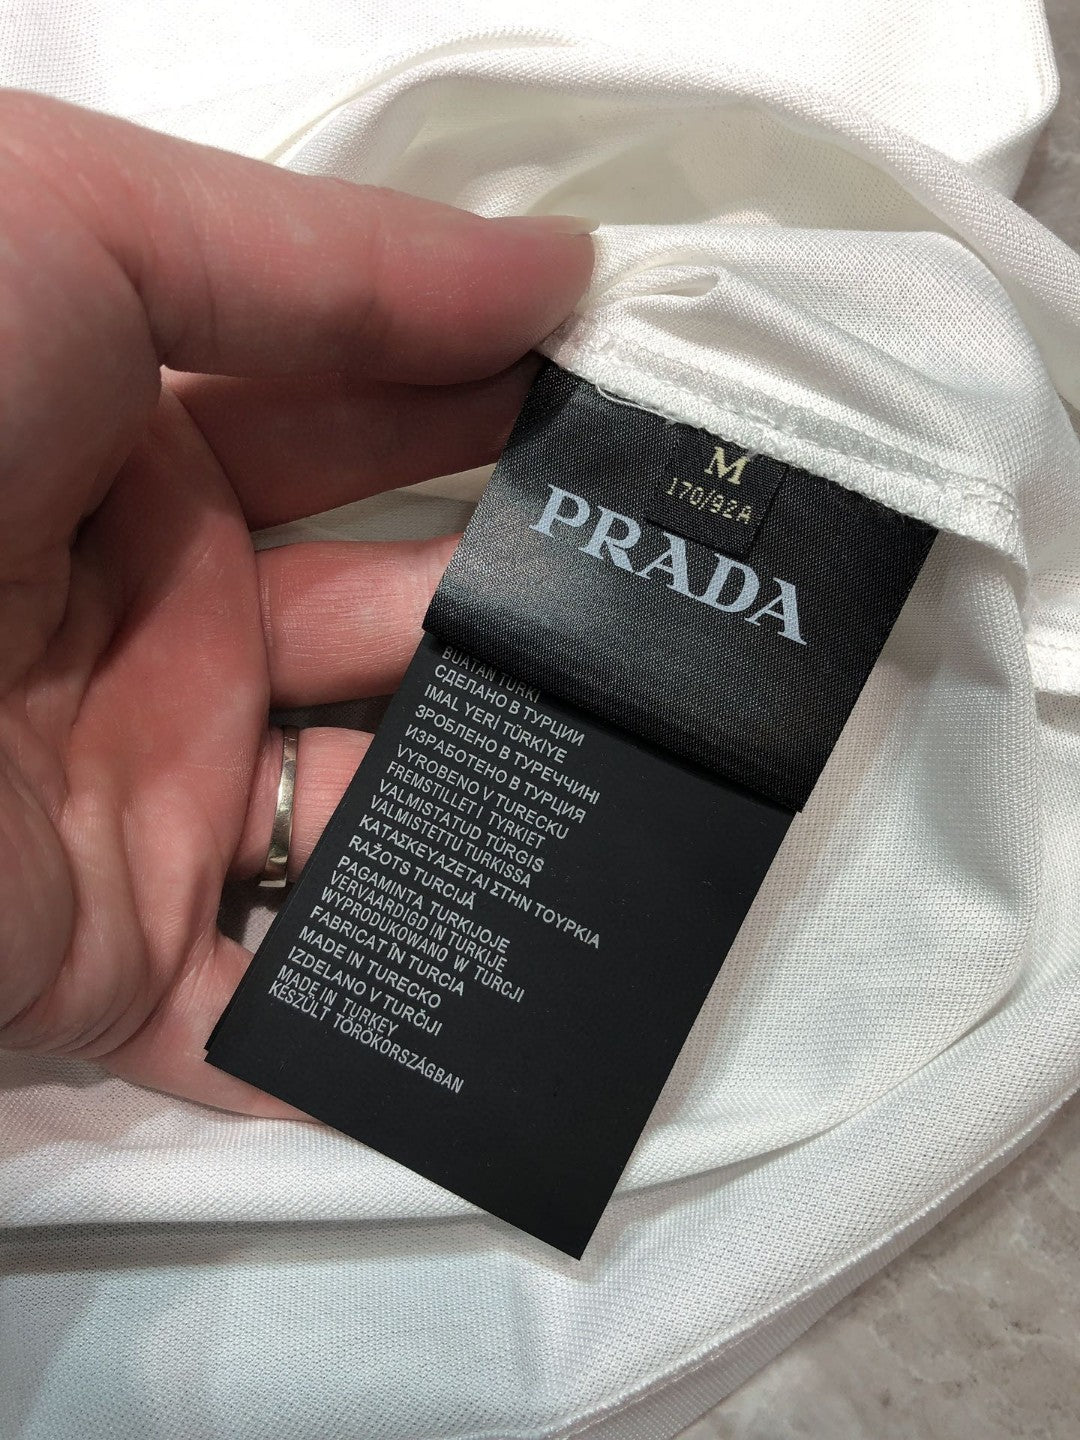 M
170/92A
PRADA
BUATAN TURKI
СДЕЛАНО В ТУРЦИИ
IMAL YERİ TÜRKİYE
ЗРОБЛЕНО В ТУРЕЧЧИНІ
ИЗРАБОТЕНО В ТУРЦИЯ
VYROBENO V TURECKU
FREMSTILLET I TYRKIET
VALMISTATUD TÜRGIS
VALMISTETTU TURKISSA
ΚΑΤΑΣΚΕΥΑΖΕΤΑΙ ΣΤΗΝ ΤΟΥΡΚΙΑ
RAŽOTS TURCIJĀ
PAGAMINTA TURKIJOJE
VERVAARDIGD IN TURKIJE
WYPRODUKOWANO W TURCJI
FABRICAT ÎN TURCIA
MADE IN TURECKO
IZDELANO V TURČIJI
MADE IN TURKEY
KÉSZÜLT TÖRÖKORSZÁGBAN